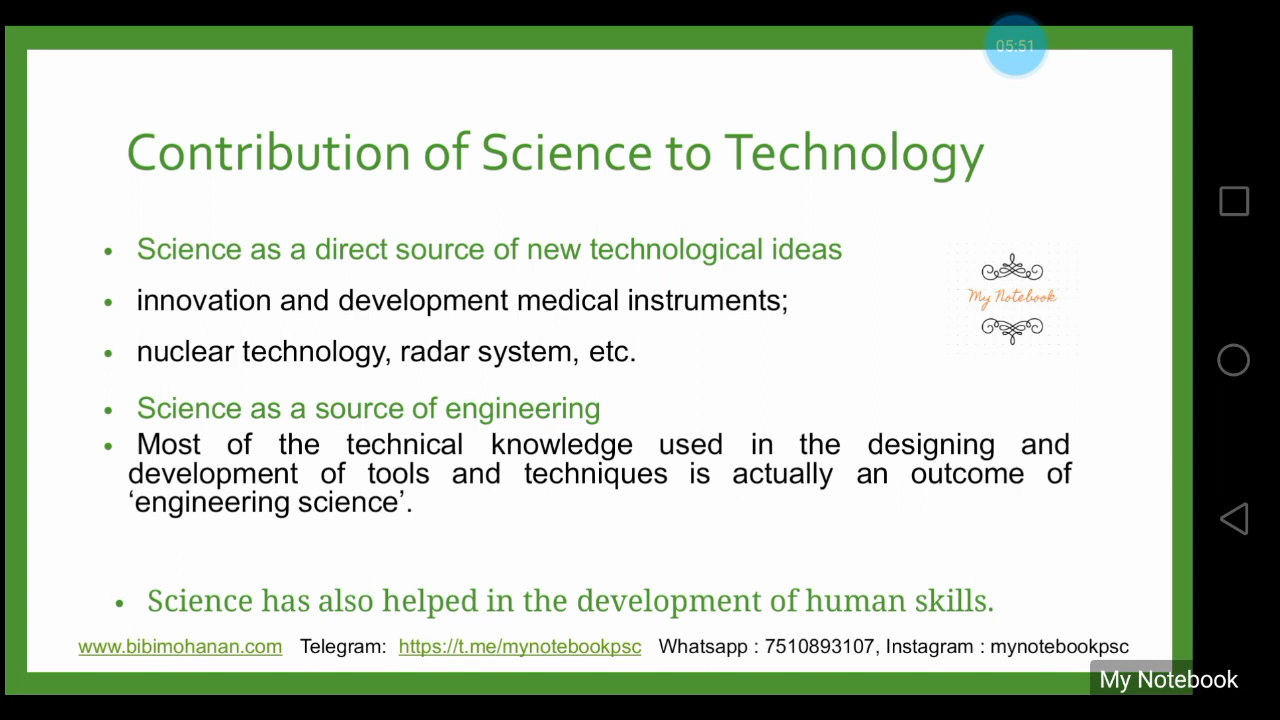 05:51
Contribution of Science to Technology
• Science as a direct source of new technological ideas
• innovation and development medical instruments;
My Notebook
• nuclear technology, radar system, etc.
• Science as a source of engineering
• Most of the technical knowledge used in the designing and
development of tools and techniques is actually an outcome of
‘engineering science’.
• Science has also helped in the development of human skills.
www.bibimohanan.com Telegram: https://t.me/mynotebookpsc Whatsapp : 7510893107, Instagram : mynotebookpsc
My Notebook